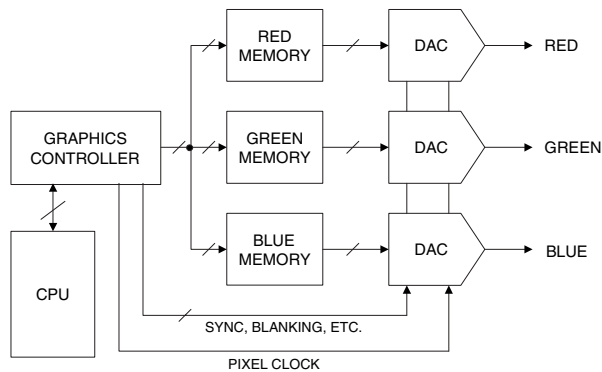 RED
MEMORY
DAC
RED
GRAPHICS
CONTROLLER
GREEN
MEMORY
DAC
GREEN
CPU
BLUE
MEMORY
DAC
BLUE
SYNC, BLANKING, ETC.
PIXEL CLOCK